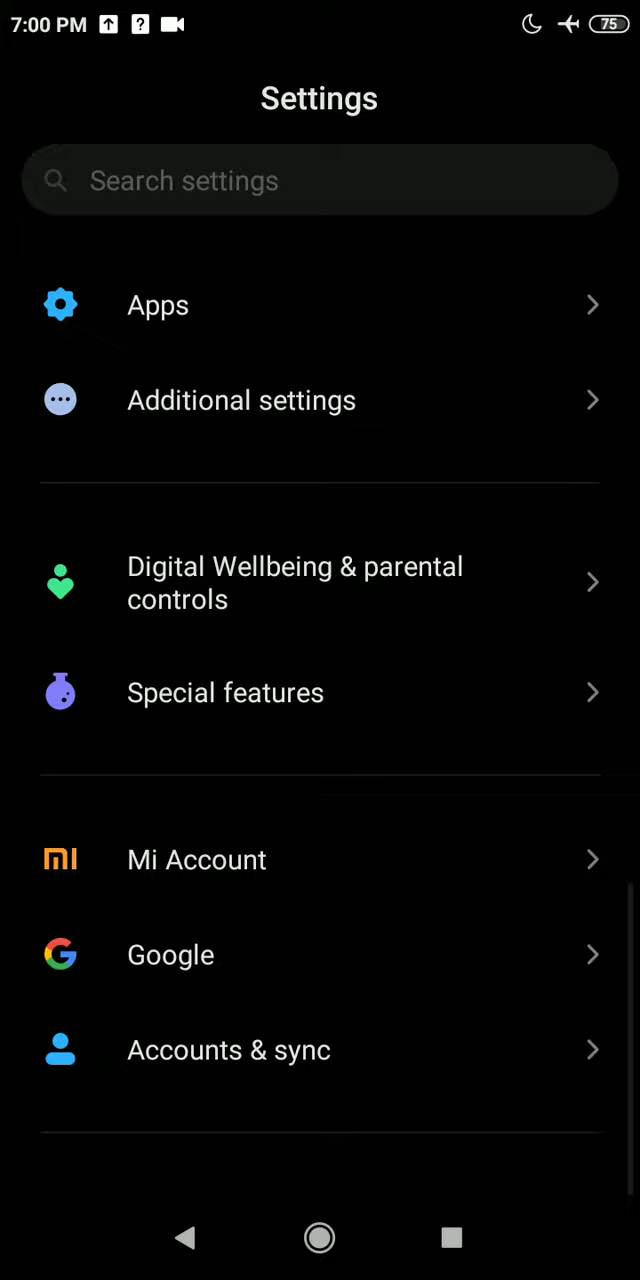 7:00 PM
75
Settings
Search settings
Apps
Additional settings
Digital Wellbeing & parental
controls
Special features
Mi Account
Google
Accounts & sync